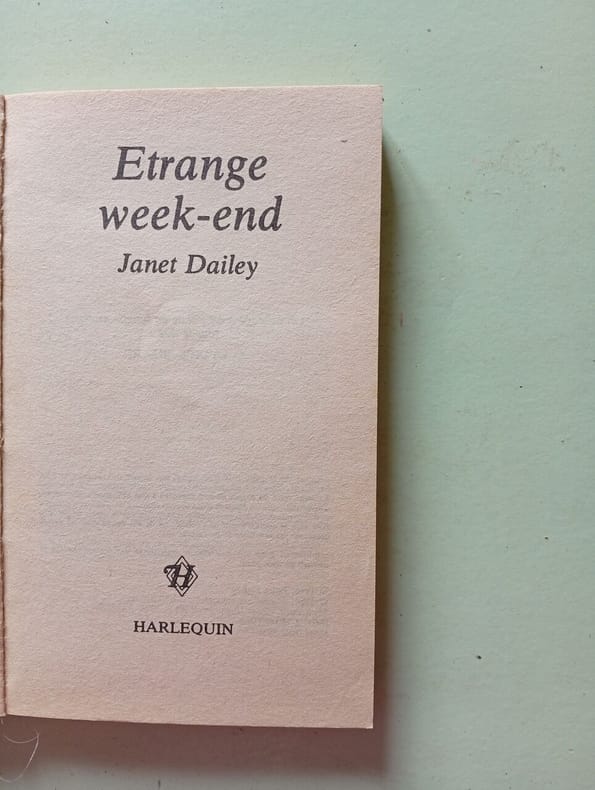 Etrange
week-end
Janet Dailey
H
HARLEQUIN